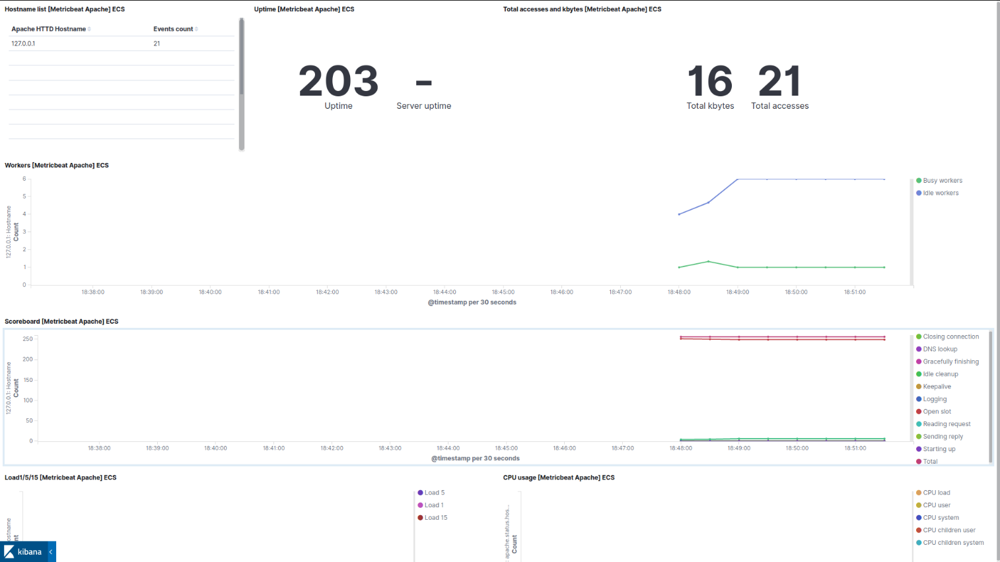 Hostname list [Metricbeat Apache] ECS
Apache HTTD Hostname Events count
127.0.0.1 21
Uptime [Metricbeat Apache] ECS
203 -
Uptime Server uptime
Total accesses and kbytes [Metricbeat Apache] ECS
16 21
Total kbytes Total accesses
Workers [Metricbeat Apache] ECS
127.0.0.1: Hostname
Count
6
5
4
3
2
1
0
18:38:00 18:39:00 18:40:00 18:41:00 18:42:00 18:43:00 18:44:00 18:45:00 18:46:00 18:47:00 18:48:00 18:49:00 18:50:00 18:51:00
@timestamp per 30 seconds
Busy workers
Idle workers
Scoreboard [Metricbeat Apache] ECS
127.0.0.1: Hostname
Count
250
200
150
100
50
0
18:38:00 18:39:00 18:40:00 18:41:00 18:42:00 18:43:00 18:44:00 18:45:00 18:46:00 18:47:00 18:48:00 18:49:00 18:50:00 18:51:00
@timestamp per 30 seconds
Closing connection
DNS lookup
Gracefully finishing
Idle cleanup
Keepalive
Logging
Open slot
Reading request
Sending reply
Starting up
Total
Load1/5/15 [Metricbeat Apache] ECS
Load 5
Load 1
Load 15
CPU usage [Metricbeat Apache] ECS
: apache.status.hos...
Count
CPU load
CPU user
CPU system
CPU children user
CPU children system
kibana